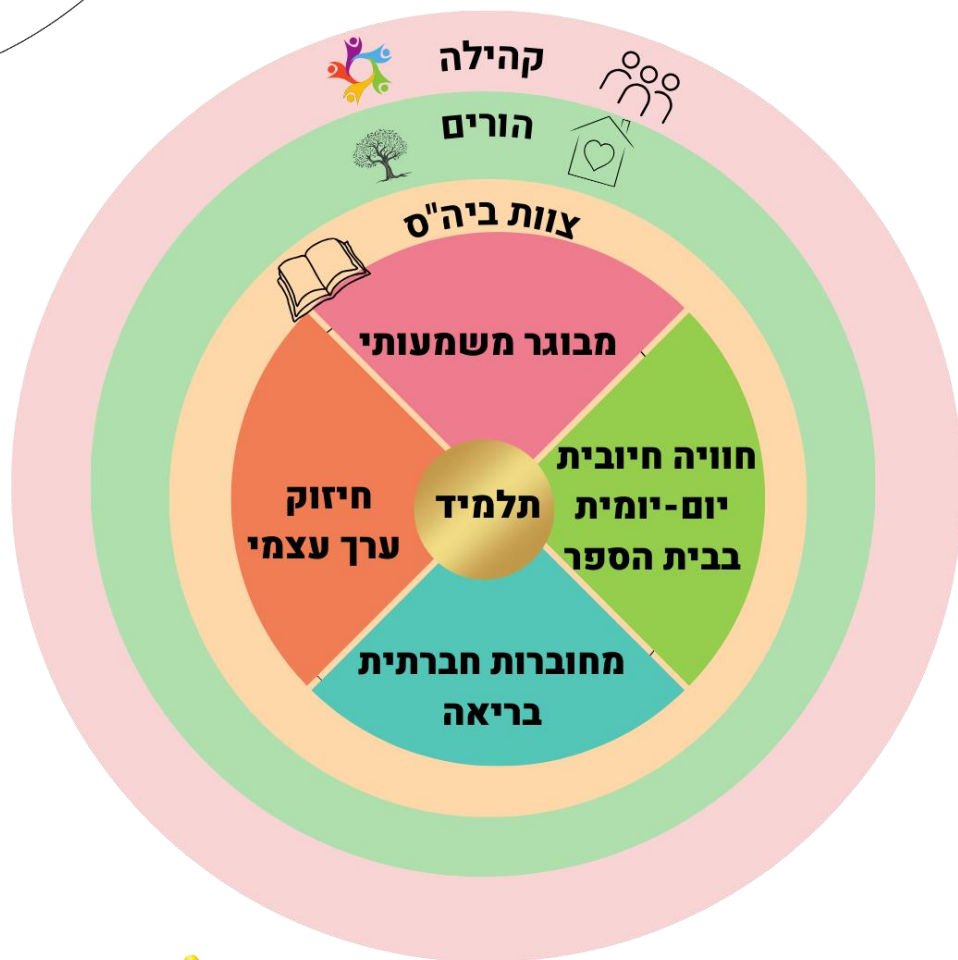 קהילה
הורים
צוות ביה"ס
מבוגר משמעותי
חוויה חיובית
יום-יומית
בבית הספר
תלמיד
חיזוק
ערך עצמי
מחוברות חברתית
בריאה